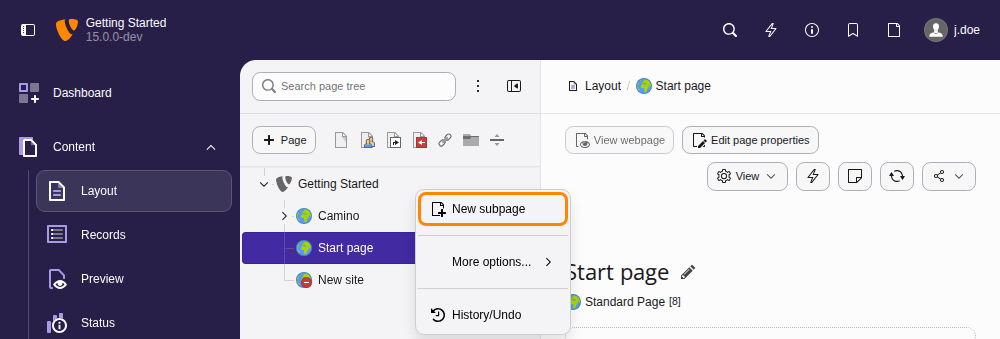 Getting Started
15.0.0-dev
j.doe
Dashboard
Content
Layout
Records
Preview
Status
Search page tree
+ Page
Getting Started
Camino
Start page
New site
New subpage
More options...
History/Undo
Layout / Start page
View webpage
Edit page properties
View
Start page
Standard Page [8]